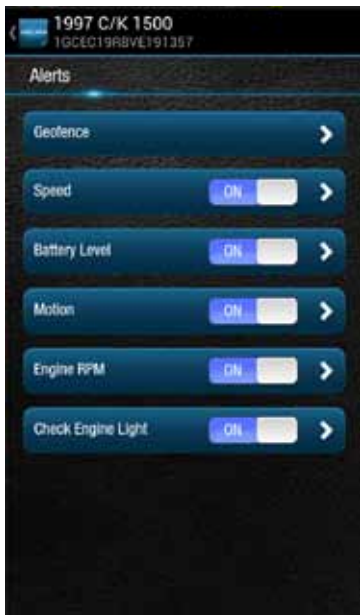 1997 C/K 1500
1GCEC19R8VE191357
Alerts
Geofence
Speed ON
Battery Level ON
Motion ON
Engine RPM ON
Check Engine Light ON